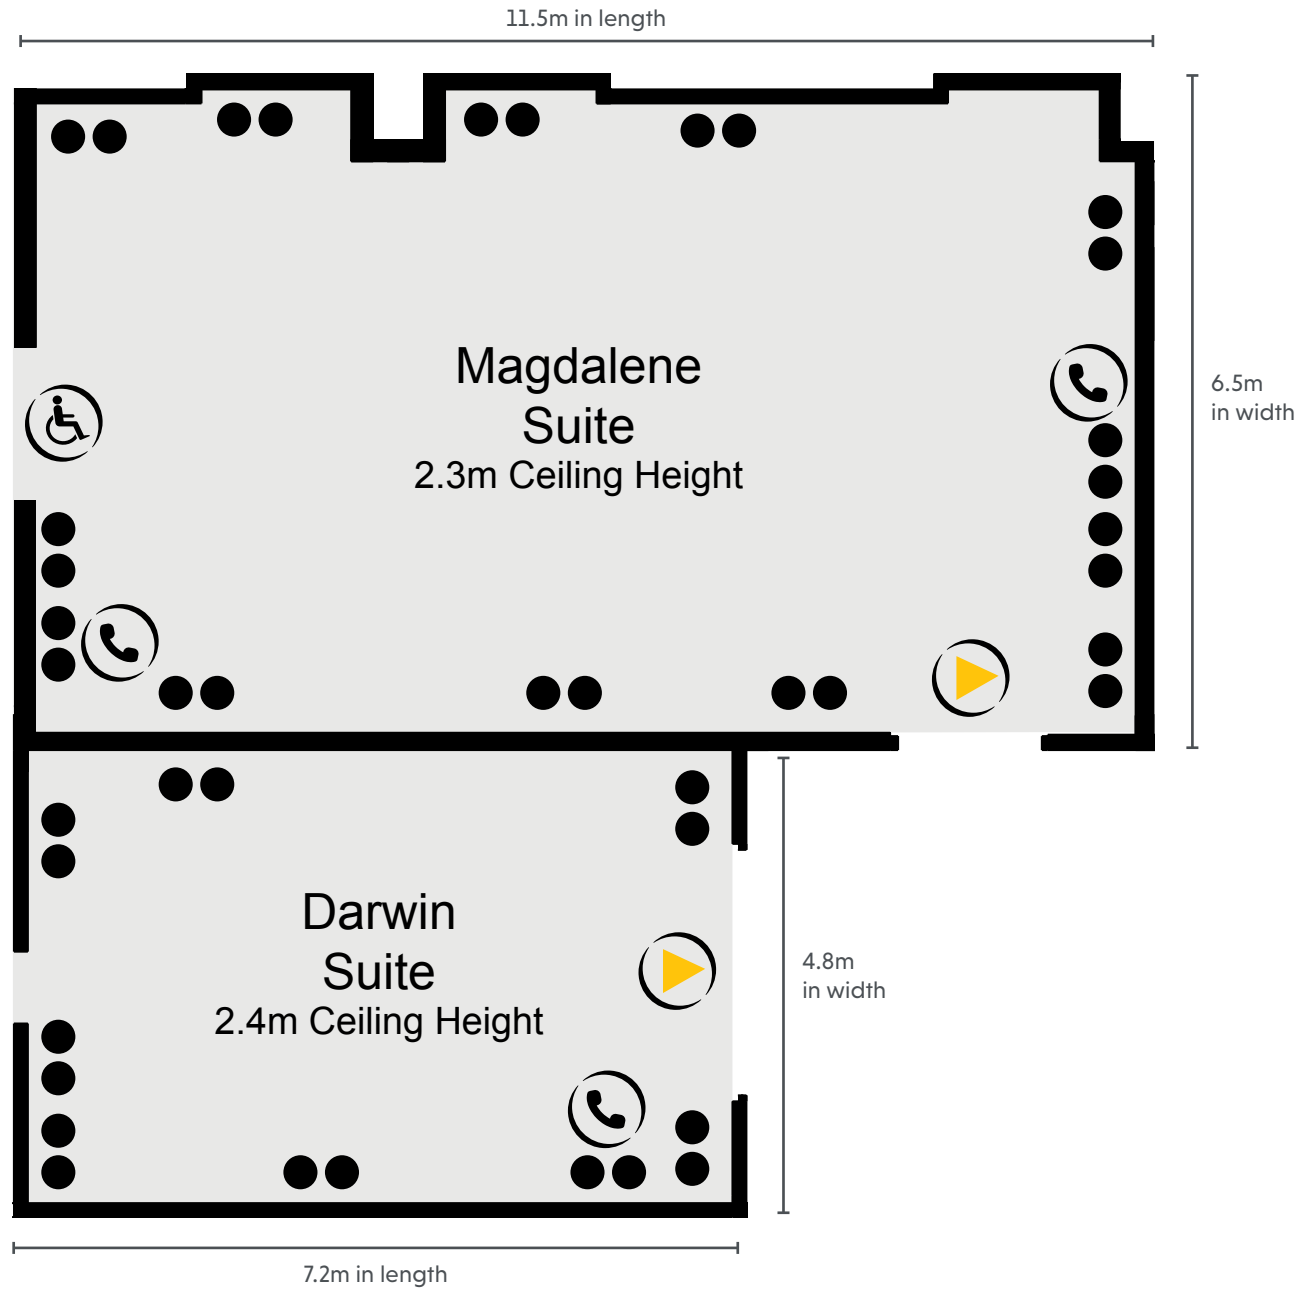 11.5m in length
Magdalene
Suite
2.3m Ceiling Height
6.5m
in width
Darwin
Suite
2.4m Ceiling Height
4.8m
in width
7.2m in length